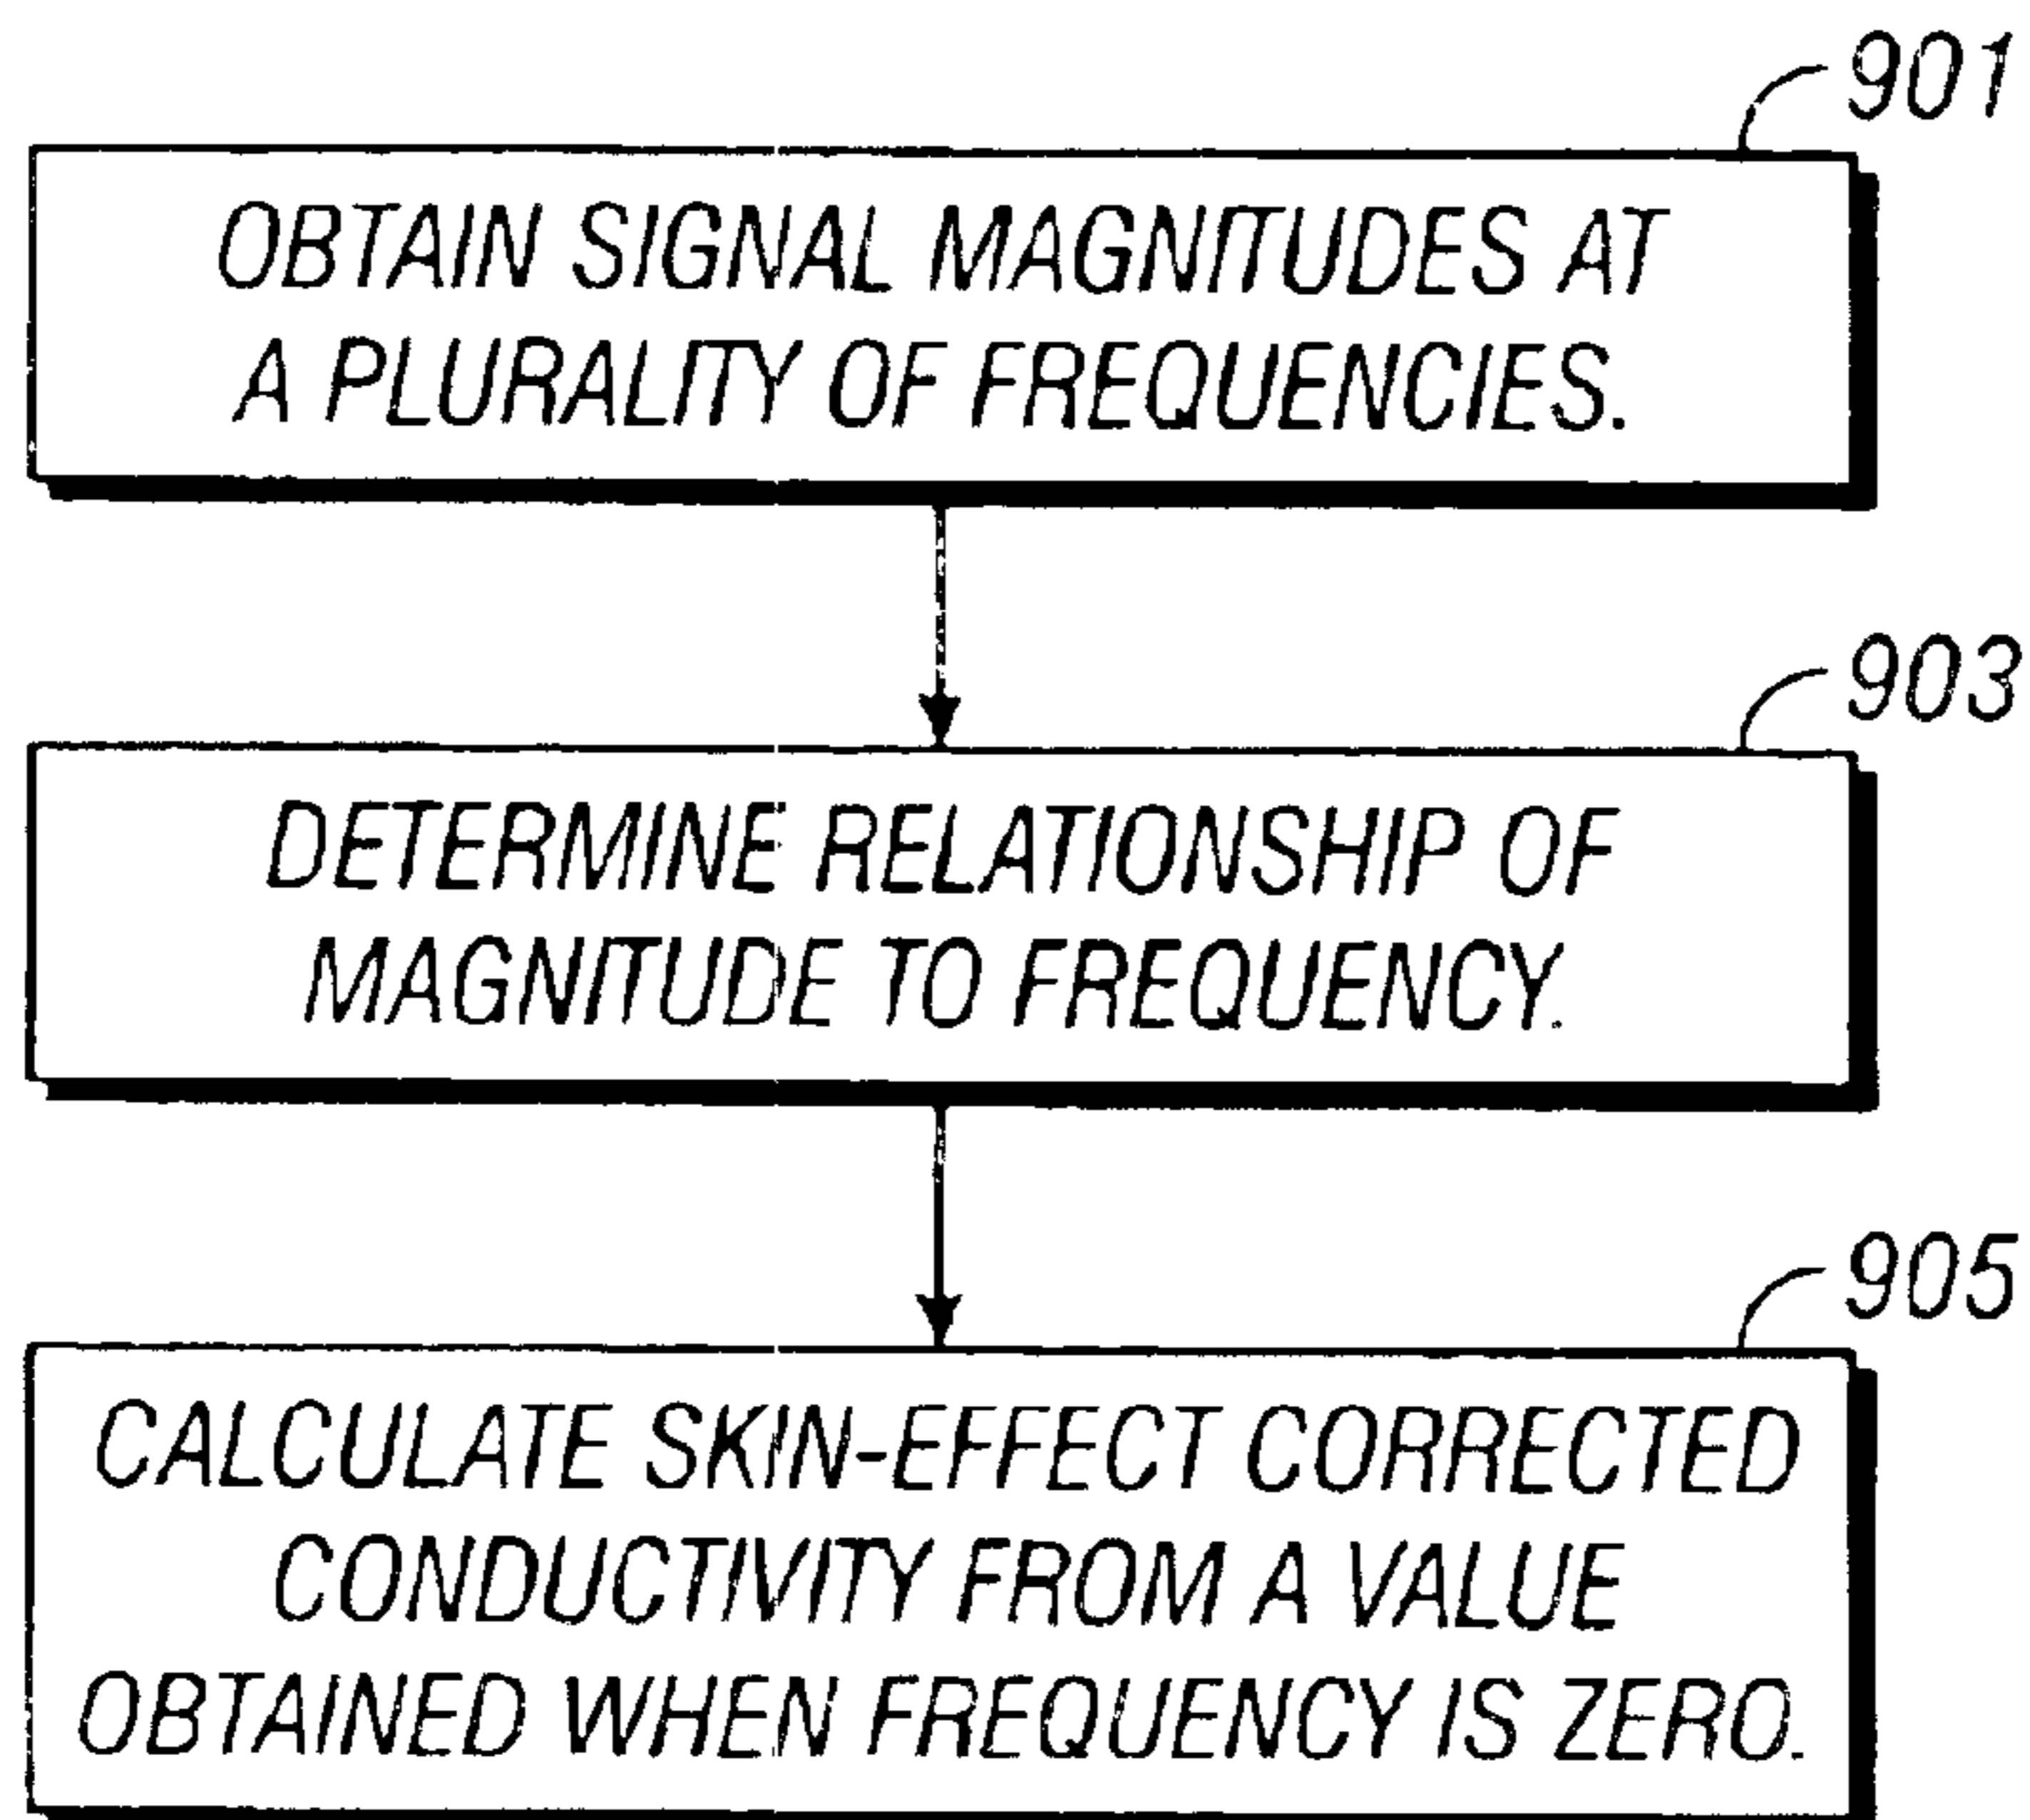 901
OBTAIN SIGNAL MAGNITUDES AT
A PLURALITY OF FREQUENCIES.
903
DETERMINE RELATIONSHIP OF
MAGNITUDE TO FREQUENCY.
905
CALCULATE SKIN-EFFECT CORRECTED
CONDUCTIVITY FROM A VALUE
OBTAINED WHEN FREQUENCY IS ZERO.